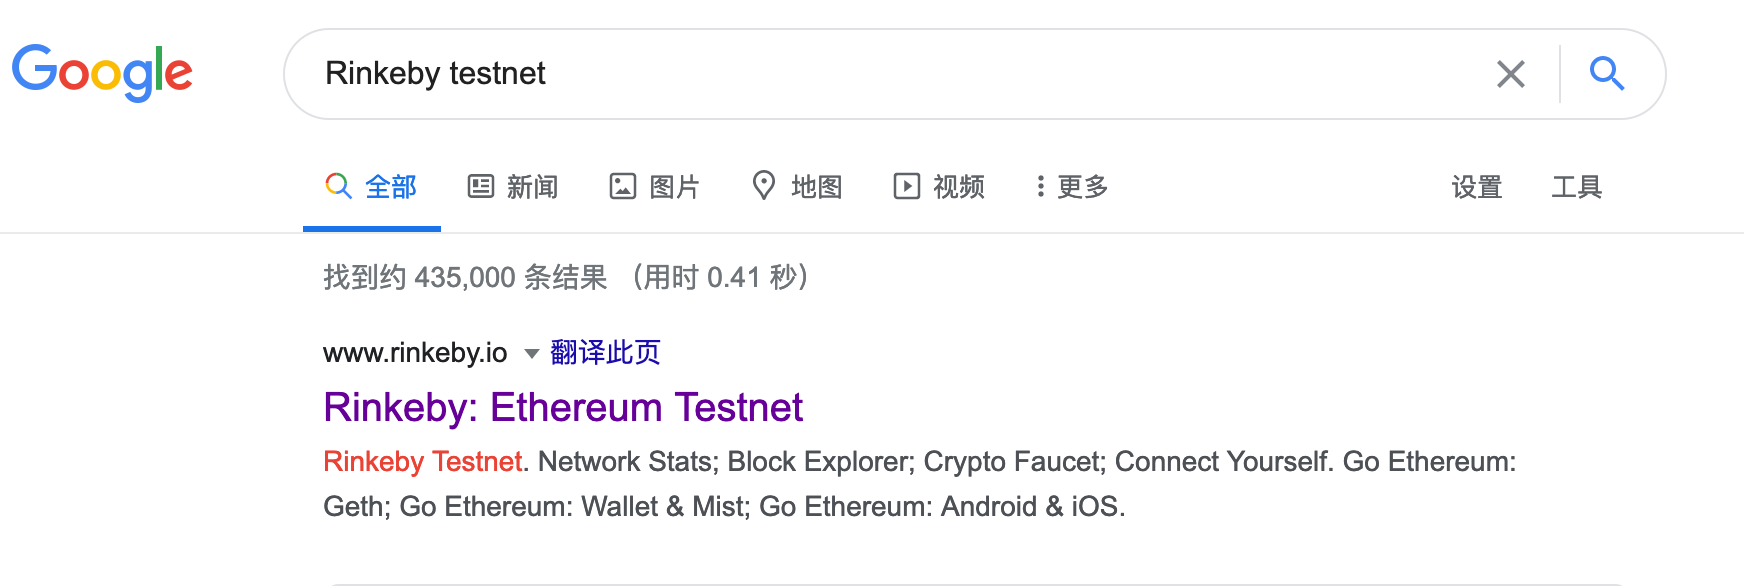 Google
Rinkeby testnet
全部 新闻 图片 地图 视频 更多 设置 工具
找到约 435,000 条结果 （用时 0.41 秒）
www.rinkeby.io 翻译此页
Rinkeby: Ethereum Testnet
Rinkeby Testnet. Network Stats; Block Explorer; Crypto Faucet; Connect Yourself. Go Ethereum:
Geth; Go Ethereum: Wallet & Mist; Go Ethereum: Android & iOS.